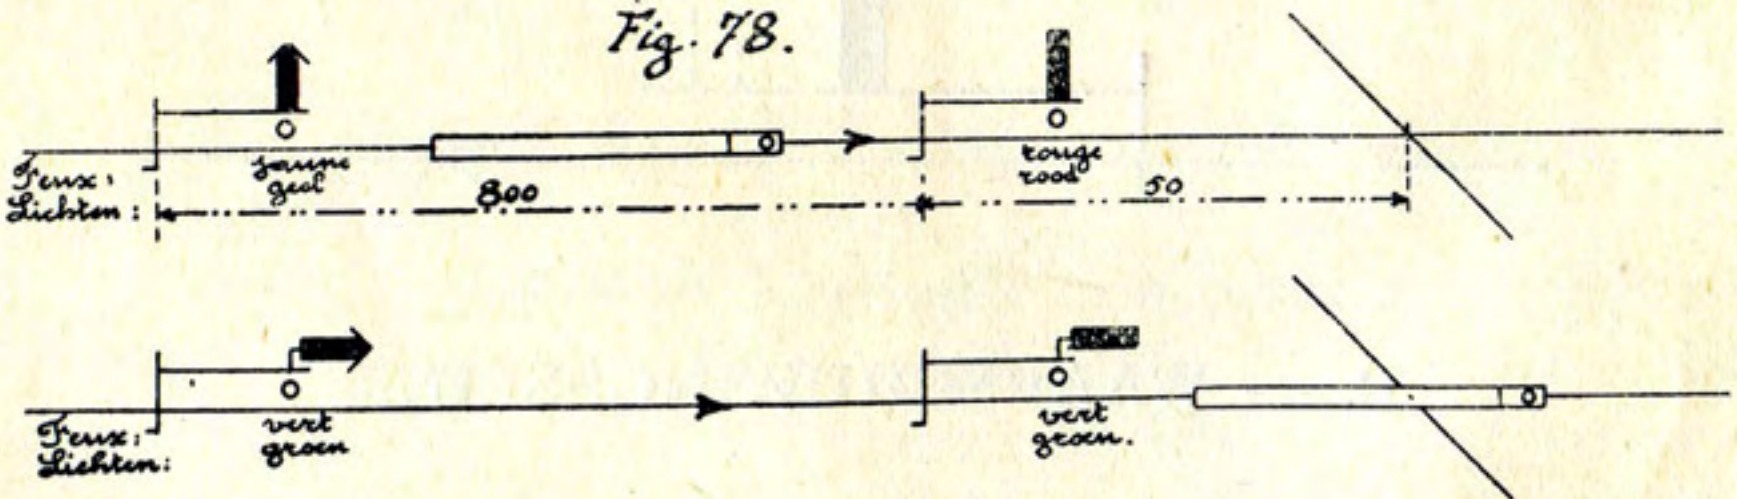 Fig. 78.
Feux:
Lichten:
jaune
geel
800
rouge
rood
50
Feux:
Lichten:
vert
groen
vert
groen.